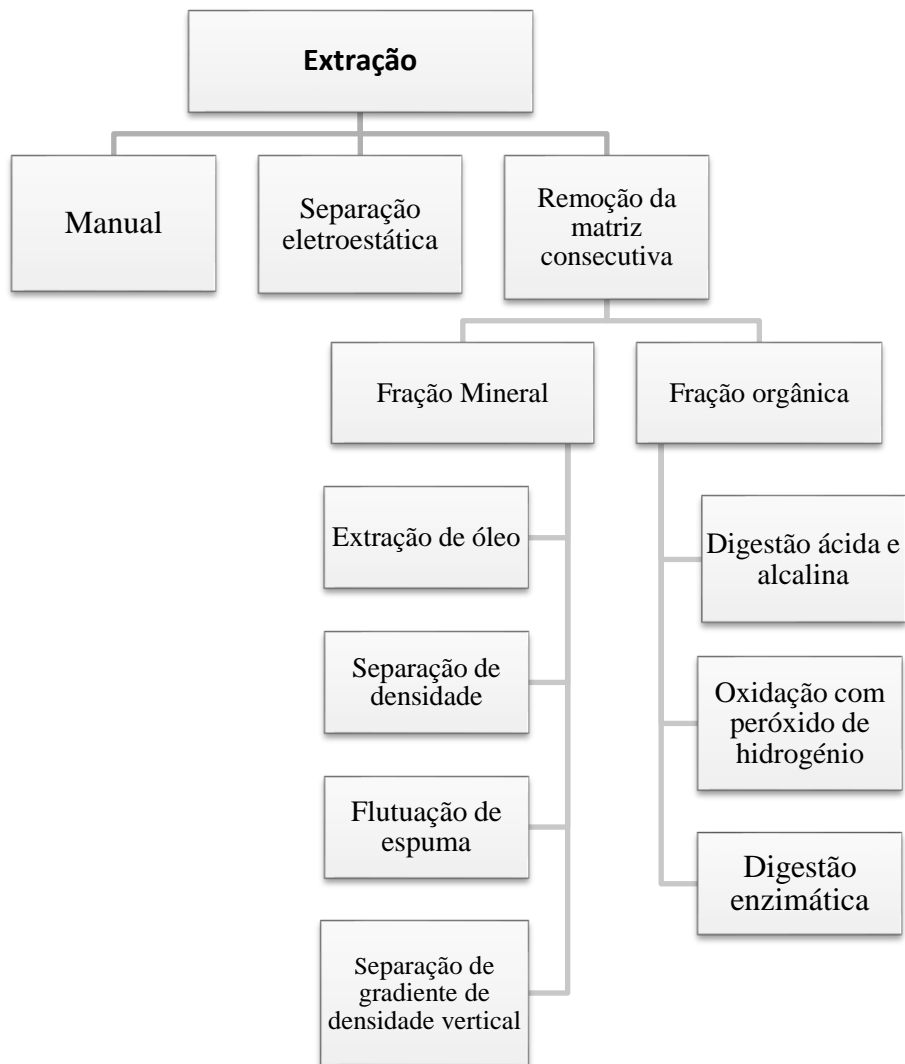 Extração
Manual
Separação
eletroestática
Remoção da
matriz
consecutiva
Fração Mineral
Fração orgânica
Extração de óleo
Separação de
densidade
Flutuação de
espuma
Separação de
gradiente de
densidade vertical
Digestão ácida e
alcalina
Oxidação com
peróxido de
hidrogénio
Digestão
enzimática